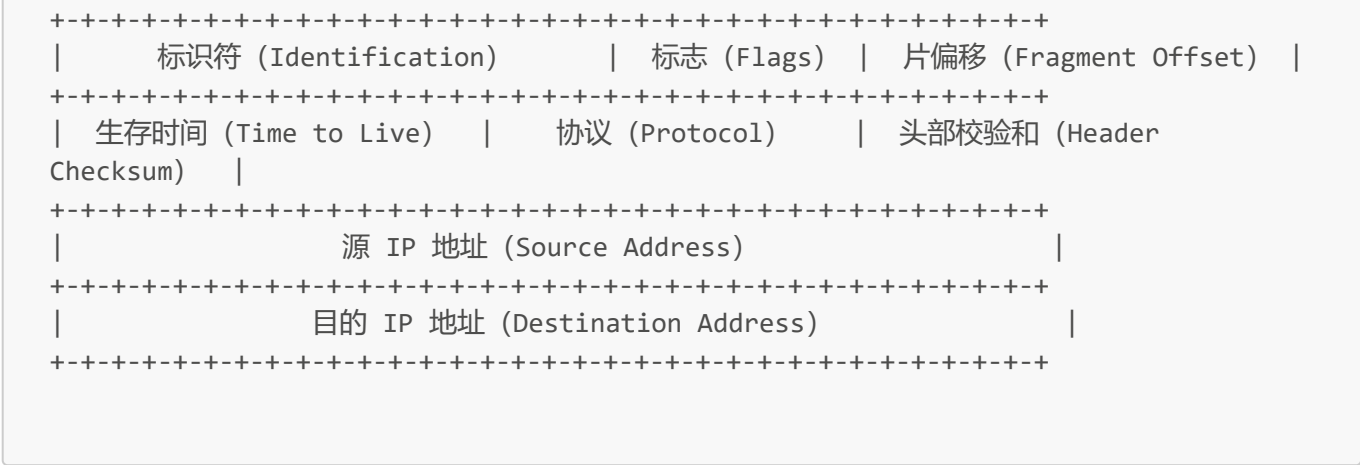 +-+-+-+-+-+-+-+-+-+-+-+-+-+-+-+-+-+-+-+-+-+-+-+-+-+-+-+-+-+-+-+-+
|      标识符 (Identification)       |  标志 (Flags)  |  片偏移 (Fragment Offset)  |
+-+-+-+-+-+-+-+-+-+-+-+-+-+-+-+-+-+-+-+-+-+-+-+-+-+-+-+-+-+-+-+-+
|  生存时间 (Time to Live)   |    协议 (Protocol)     |  头部校验和 (Header
Checksum)   |
+-+-+-+-+-+-+-+-+-+-+-+-+-+-+-+-+-+-+-+-+-+-+-+-+-+-+-+-+-+-+-+-+
|                  源 IP 地址 (Source Address)                    |
+-+-+-+-+-+-+-+-+-+-+-+-+-+-+-+-+-+-+-+-+-+-+-+-+-+-+-+-+-+-+-+-+
|                目的 IP 地址 (Destination Address)                |
+-+-+-+-+-+-+-+-+-+-+-+-+-+-+-+-+-+-+-+-+-+-+-+-+-+-+-+-+-+-+-+-+